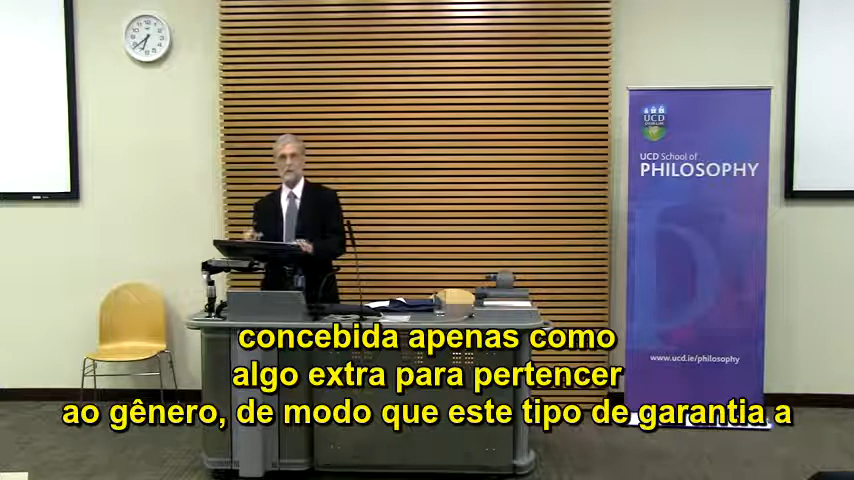 UCD
UCD School of
PHILOSOPHY
concebida apenas como
algo extra para pertencer
ao gênero, de modo que este tipo de garantia a
www.ucd.ie/philosophy